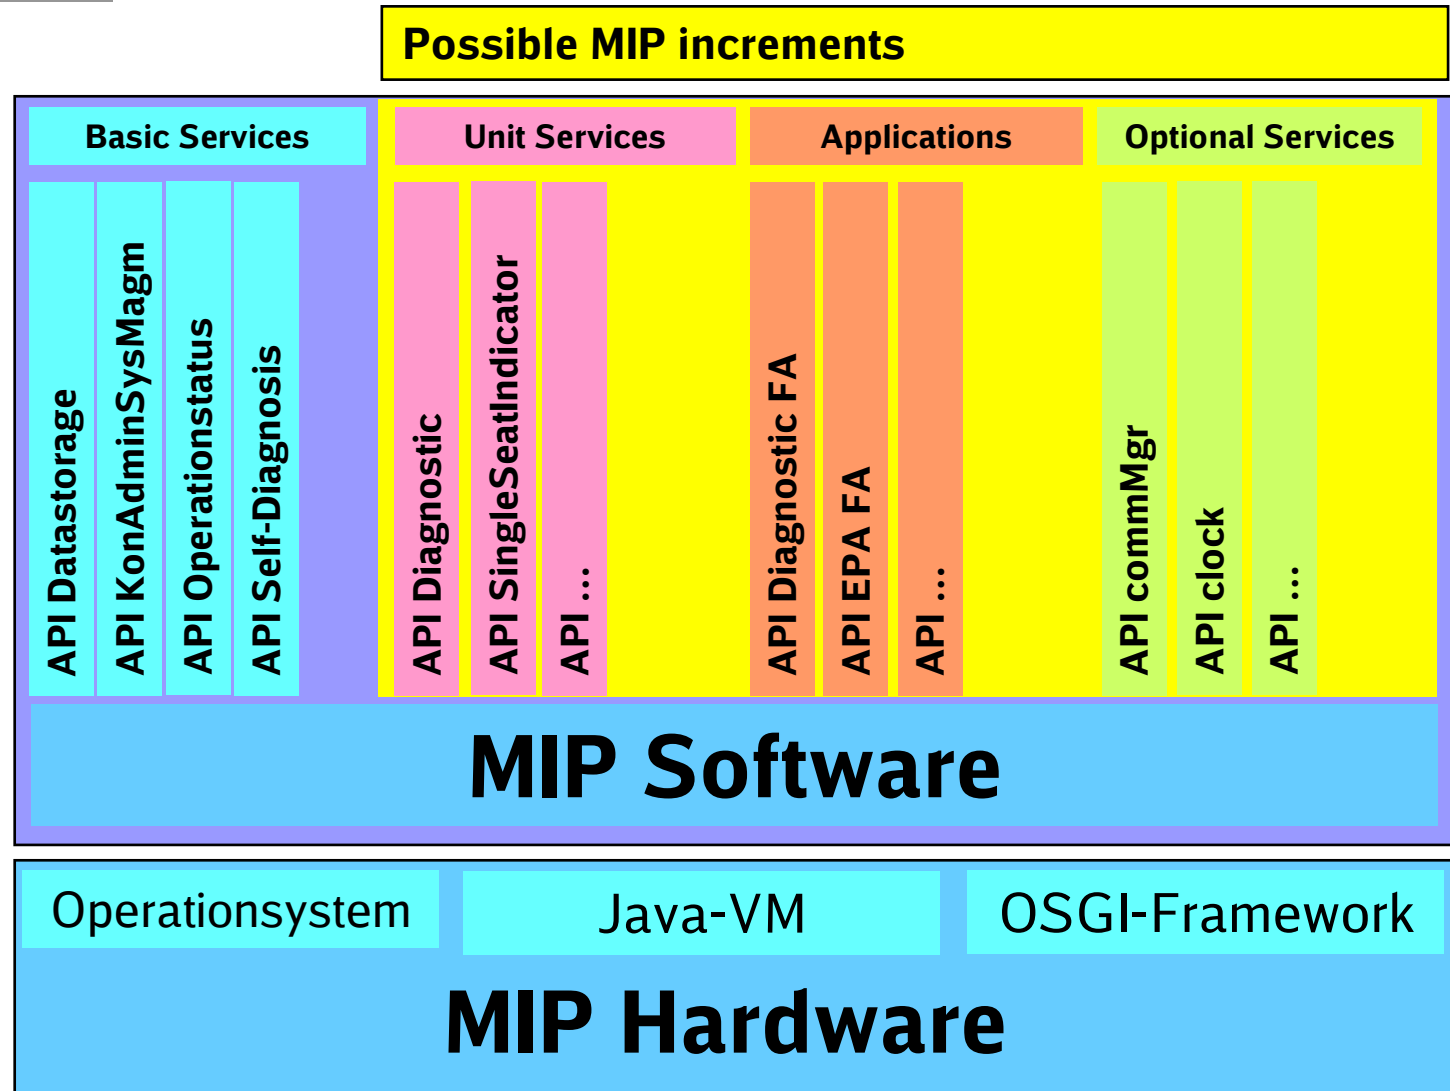 Possible MIP increments
Basic Services
Unit Services
Applications
Optional Services
API Datastorage
API KonAdminSysMagm
API Operationstatus
API Self-Diagnosis
API Diagnostic
API SingleSeatIndicator
API ...
API Diagnostic FA
API EPA FA
API ...
API commMgr
API clock
API ...
MIP Software
Operationsystem
Java-VM
OSGI-Framework
MIP Hardware